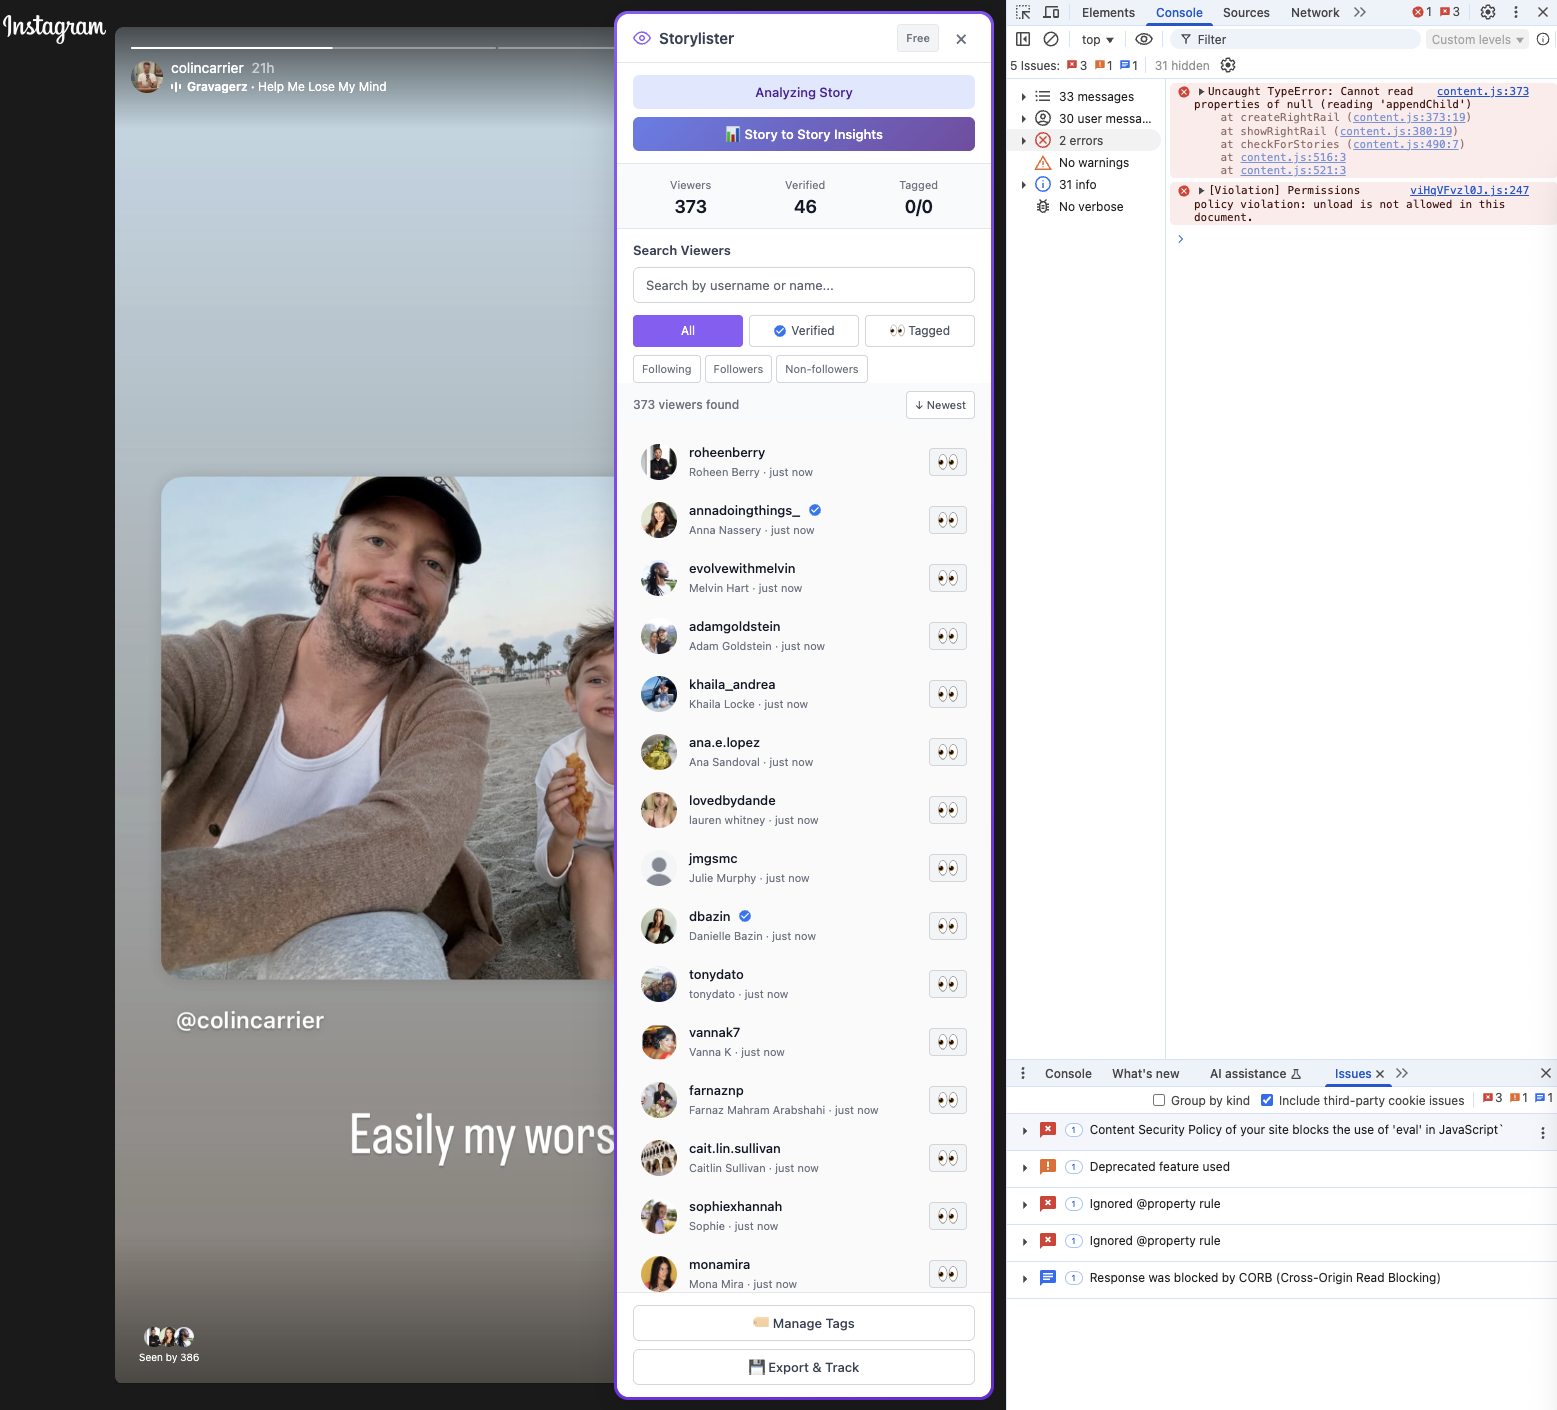 Instagram
colincarrier 21h
Gravagerz · Help Me Lose My Mind
@colincarrier
Easily my wors
Seen by 386
Storylister
Free
Analyzing Story
📊 Story to Story Insights
Viewers
373
Verified
46
Tagged
0/0
Search Viewers
Search by username or name...
All
Verified
👀 Tagged
Following
Followers
Non-followers
373 viewers found
↓ Newest
roheenberry
Roheen Berry · just now
annadoingthings_
Anna Nassery · just now
evolvewithmelvin
Melvin Hart · just now
adamgoldstein
Adam Goldstein · just now
khaila_andrea
Khaila Locke · just now
ana.e.lopez
Ana Sandoval · just now
lovedbydande
lauren whitney · just now
jmgsmc
Julie Murphy · just now
dbazin
Danielle Bazin · just now
tonydato
tonydato · just now
vannak7
Vanna K · just now
farnaznp
Farnaz Mahram Arabshahi · just now
cait.lin.sullivan
Caitlin Sullivan · just now
sophiexhannah
Sophie · just now
monamira
Mona Mira · just now
🏷️ Manage Tags
💾 Export & Track
Elements Console Sources Network 1 3
top Filter Custom levels
5 Issues: 3 1 1 31 hidden
33 messages
30 user messa...
2 errors
No warnings
31 info
No verbose
Uncaught TypeError: Cannot read content.js:373
properties of null (reading 'appendChild')
at createRightRail (content.js:373:19)
at showRightRail (content.js:380:19)
at checkForStories (content.js:490:7)
at content.js:516:3
at content.js:521:3
[Violation] Permissions viHqVFvzl0J.js:247
policy violation: unload is not allowed in this
document.
Console What's new AI assistance Issues
Group by kind Include third-party cookie issues 3 1 1
1 Content Security Policy of your site blocks the use of 'eval' in JavaScript`
1 Deprecated feature used
1 Ignored @property rule
1 Ignored @property rule
1 Response was blocked by CORB (Cross-Origin Read Blocking)